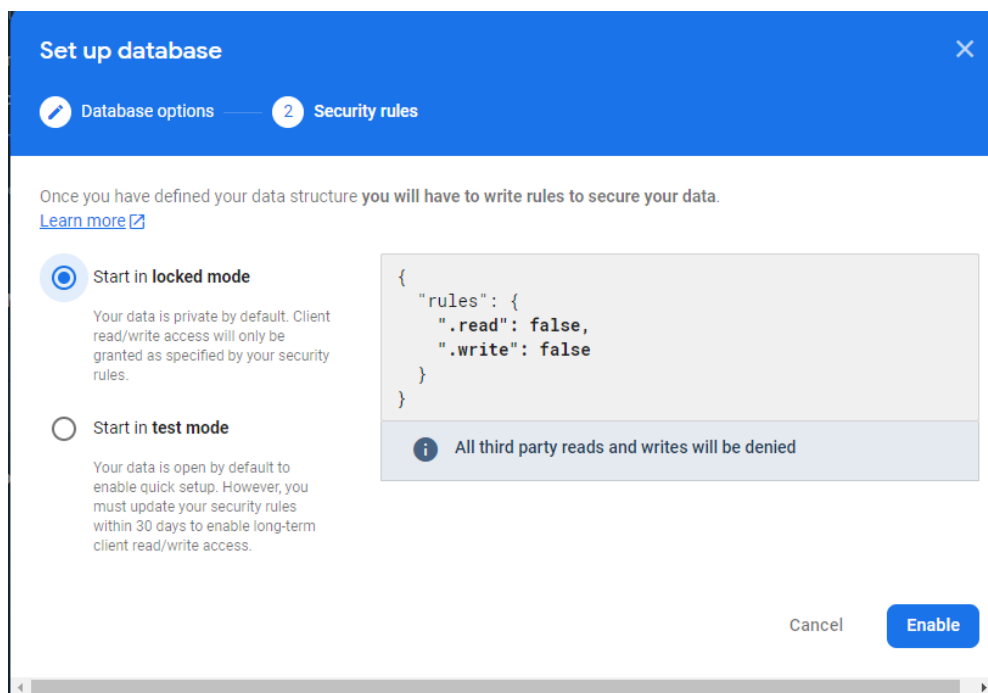 Set up database
Database options
2 Security rules
Once you have defined your data structure you will have to write rules to secure your data.
Learn more
Start in locked mode
Your data is private by default. Client
read/write access will only be
granted as specified by your security
rules.
{
"rules": {
".read": false,
".write": false
}
}
All third party reads and writes will be denied
Start in test mode
Your data is open by default to
enable quick setup. However, you
must update your security rules
within 30 days to enable long-term
client read/write access.
Cancel
Enable